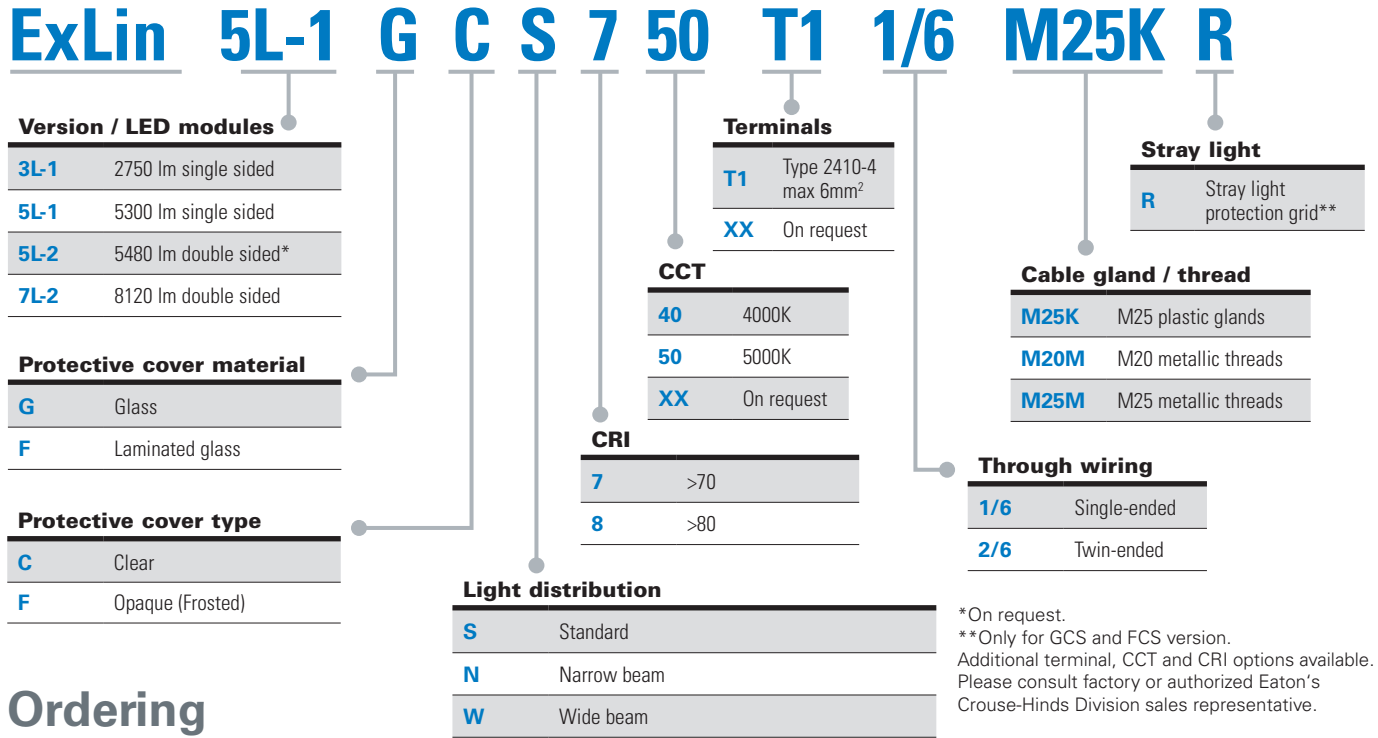 ExLin 5L-1 G C S 7 50 T1 1/6 M25K R
Version / LED modules
3L-1 2750 lm single sided
5L-1 5300 lm single sided
5L-2 5480 lm double sided*
7L-2 8120 lm double sided
Protective cover material
G Glass
F Laminated glass
Protective cover type
C Clear
F Opaque (Frosted)
Light distribution
S Standard
N Narrow beam
W Wide beam
CRI
7 >70
8 >80
CCT
40 4000K
50 5000K
XX On request
Terminals
T1 Type 2410-4
max 6mm²
XX On request
Through wiring
1/6 Single-ended
2/6 Twin-ended
Cable gland / thread
M25K M25 plastic glands
M20M M20 metallic threads
M25M M25 metallic threads
Stray light
R Stray light
protection grid**
*On request.
**Only for GCS and FCS version.
Additional terminal, CCT and CRI options available.
Please consult factory or authorized Eaton‘s
Crouse-Hinds Division sales representative.
Ordering